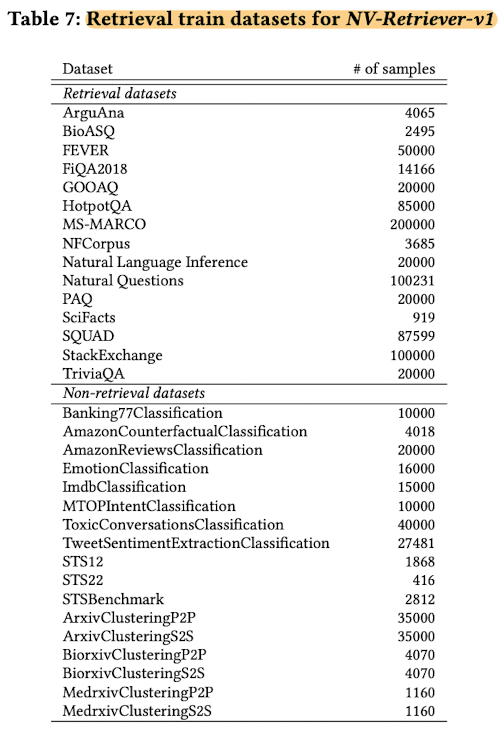 Table 7: Retrieval train datasets for NV-Retriever-v1
Dataset # of samples
Retrieval datasets
ArguAna 4065
BioASQ 2495
FEVER 50000
FiQA2018 14166
GOOAQ 20000
HotpotQA 85000
MS-MARCO 200000
NFCorpus 3685
Natural Language Inference 20000
Natural Questions 100231
PAQ 20000
SciFacts 919
SQUAD 87599
StackExchange 100000
TriviaQA 20000
Non-retrieval datasets
Banking77Classification 10000
AmazonCounterfactualClassification 4018
AmazonReviewsClassification 20000
EmotionClassification 16000
ImdbClassification 15000
MTOPIntentClassification 10000
ToxicConversationsClassification 40000
TweetSentimentExtractionClassification 27481
STS12 1868
STS22 416
STSBenchmark 2812
ArxivClusteringP2P 35000
ArxivClusteringS2S 35000
BiorxivClusteringP2P 4070
BiorxivClusteringS2S 4070
MedrxivClusteringP2P 1160
MedrxivClusteringS2S 1160